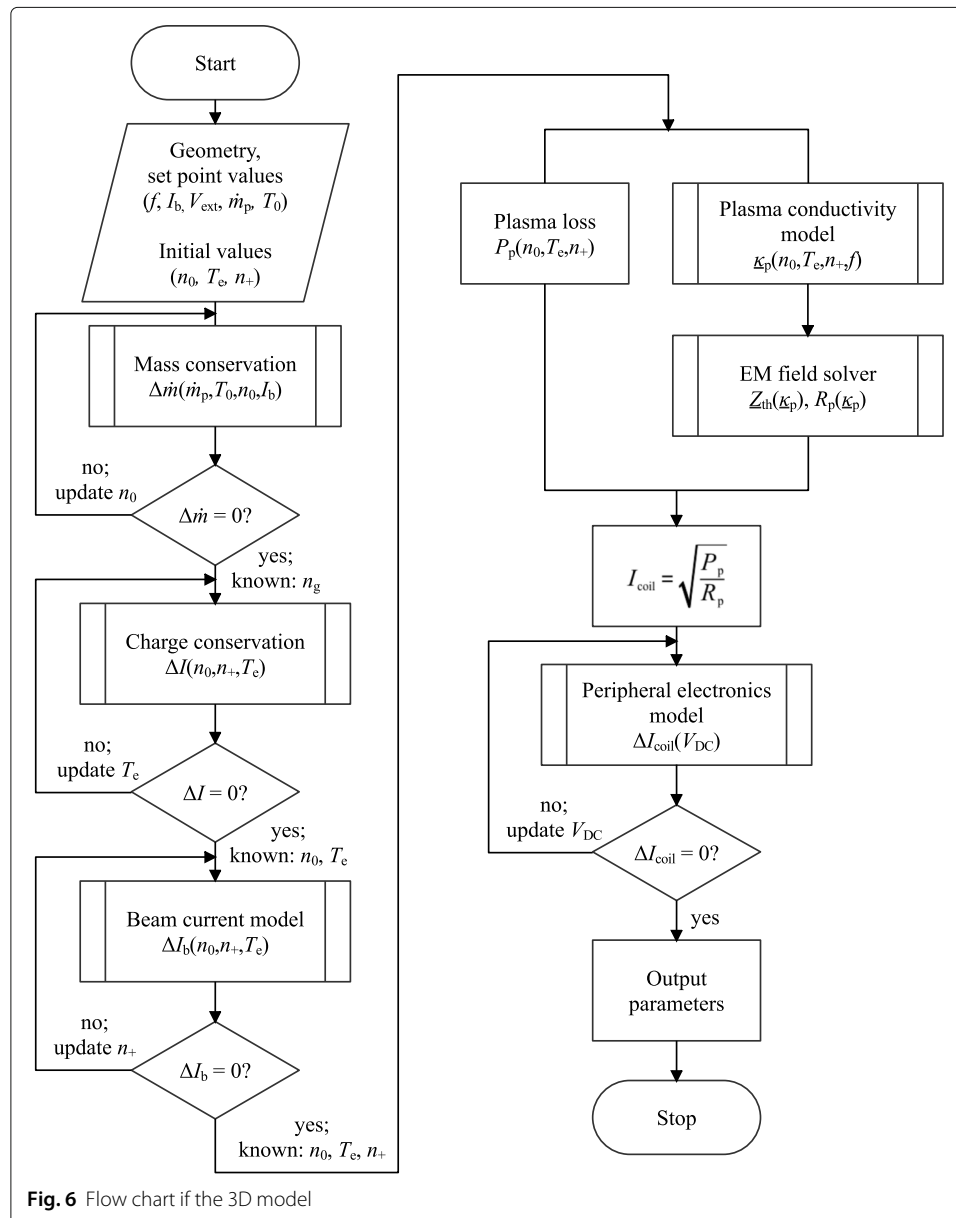 Start
Geometry,
set point values
(f, I_b, V_ext, ṁ_p, T_0)
Initial values
(n_0, T_e, n_+)
Mass conservation
Δṁ(ṁ_p,T_0,n_0,I_b)
no;
update n_0
Δṁ = 0?
yes;
known: n_g
Charge conservation
ΔI(n_0,n_+,T_e)
no;
update T_e
ΔI = 0?
yes;
known: n_0, T_e
Beam current model
ΔI_b(n_0,n_+,T_e)
no;
update n_+
ΔI_b = 0?
yes;
known: n_0, T_e, n_+
Plasma loss
P_p(n_0,T_e,n_+)
Plasma conductivity
model
κ_p(n_0,T_e,n_+,f)
EM field solver
Z_th(κ_p), R_p(κ_p)
I_coil = √(P_p/R_p)
Peripheral electronics
model
ΔI_coil(V_DC)
no;
update V_DC
ΔI_coil = 0?
yes
Output
parameters
Stop
Fig. 6 Flow chart if the 3D model